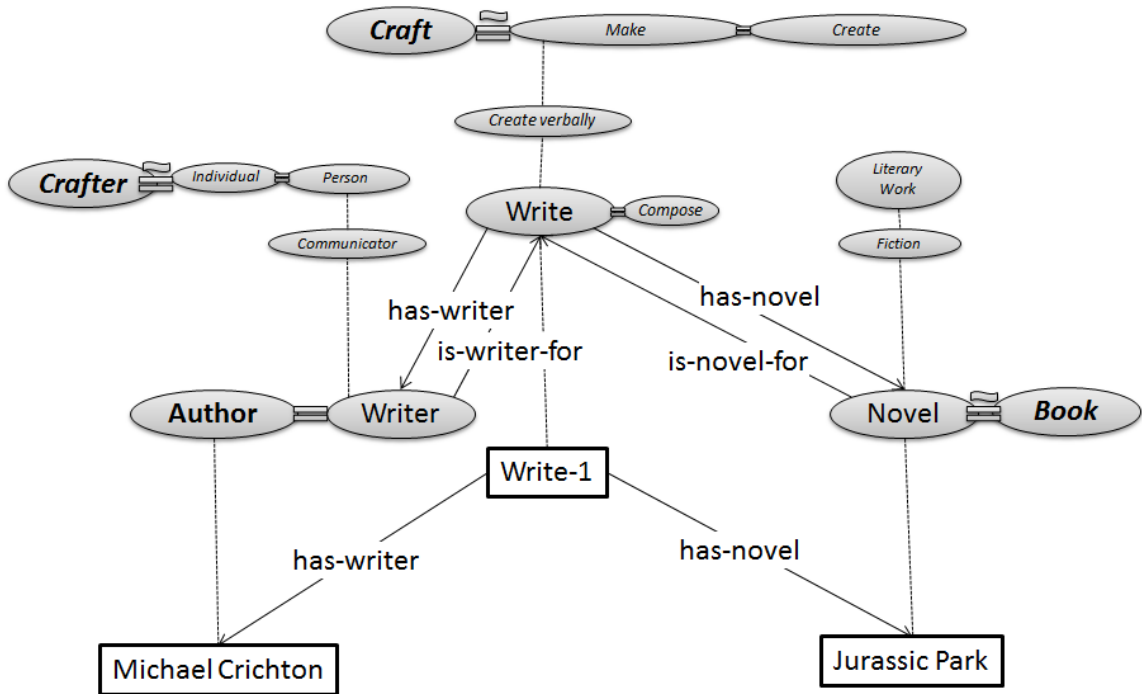 Craft
Make
Create
Create verbally
Crafter
Individual
Person
Literary
Work
Write
Compose
Communicator
Fiction
has-writer
has-novel
is-writer-for
is-novel-for
Author
Writer
Novel
Book
Write-1
has-writer
has-novel
Michael Crichton
Jurassic Park